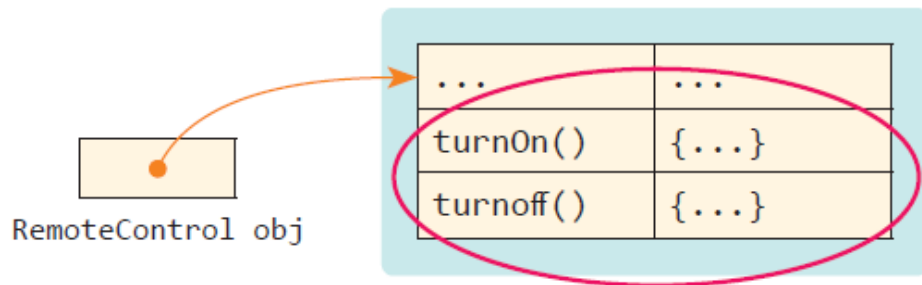 ... ...
turnOn() {...}
turnoff() {...}
RemoteControl obj